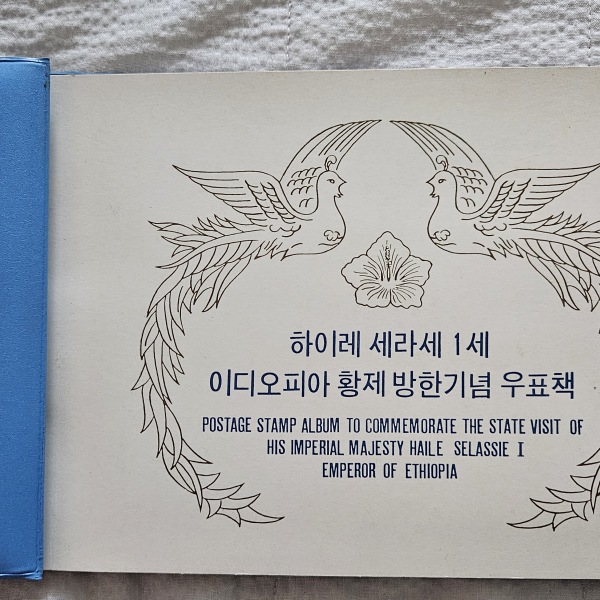 하이레 세라세 1세
이디오피아 황제 방한기념 우표책
POSTAGE STAMP ALBUM TO COMMEMORATE THE STATE VISIT OF
HIS IMPERIAL MAJESTY HAILE SELASSIE I
EMPEROR OF ETHIOPIA